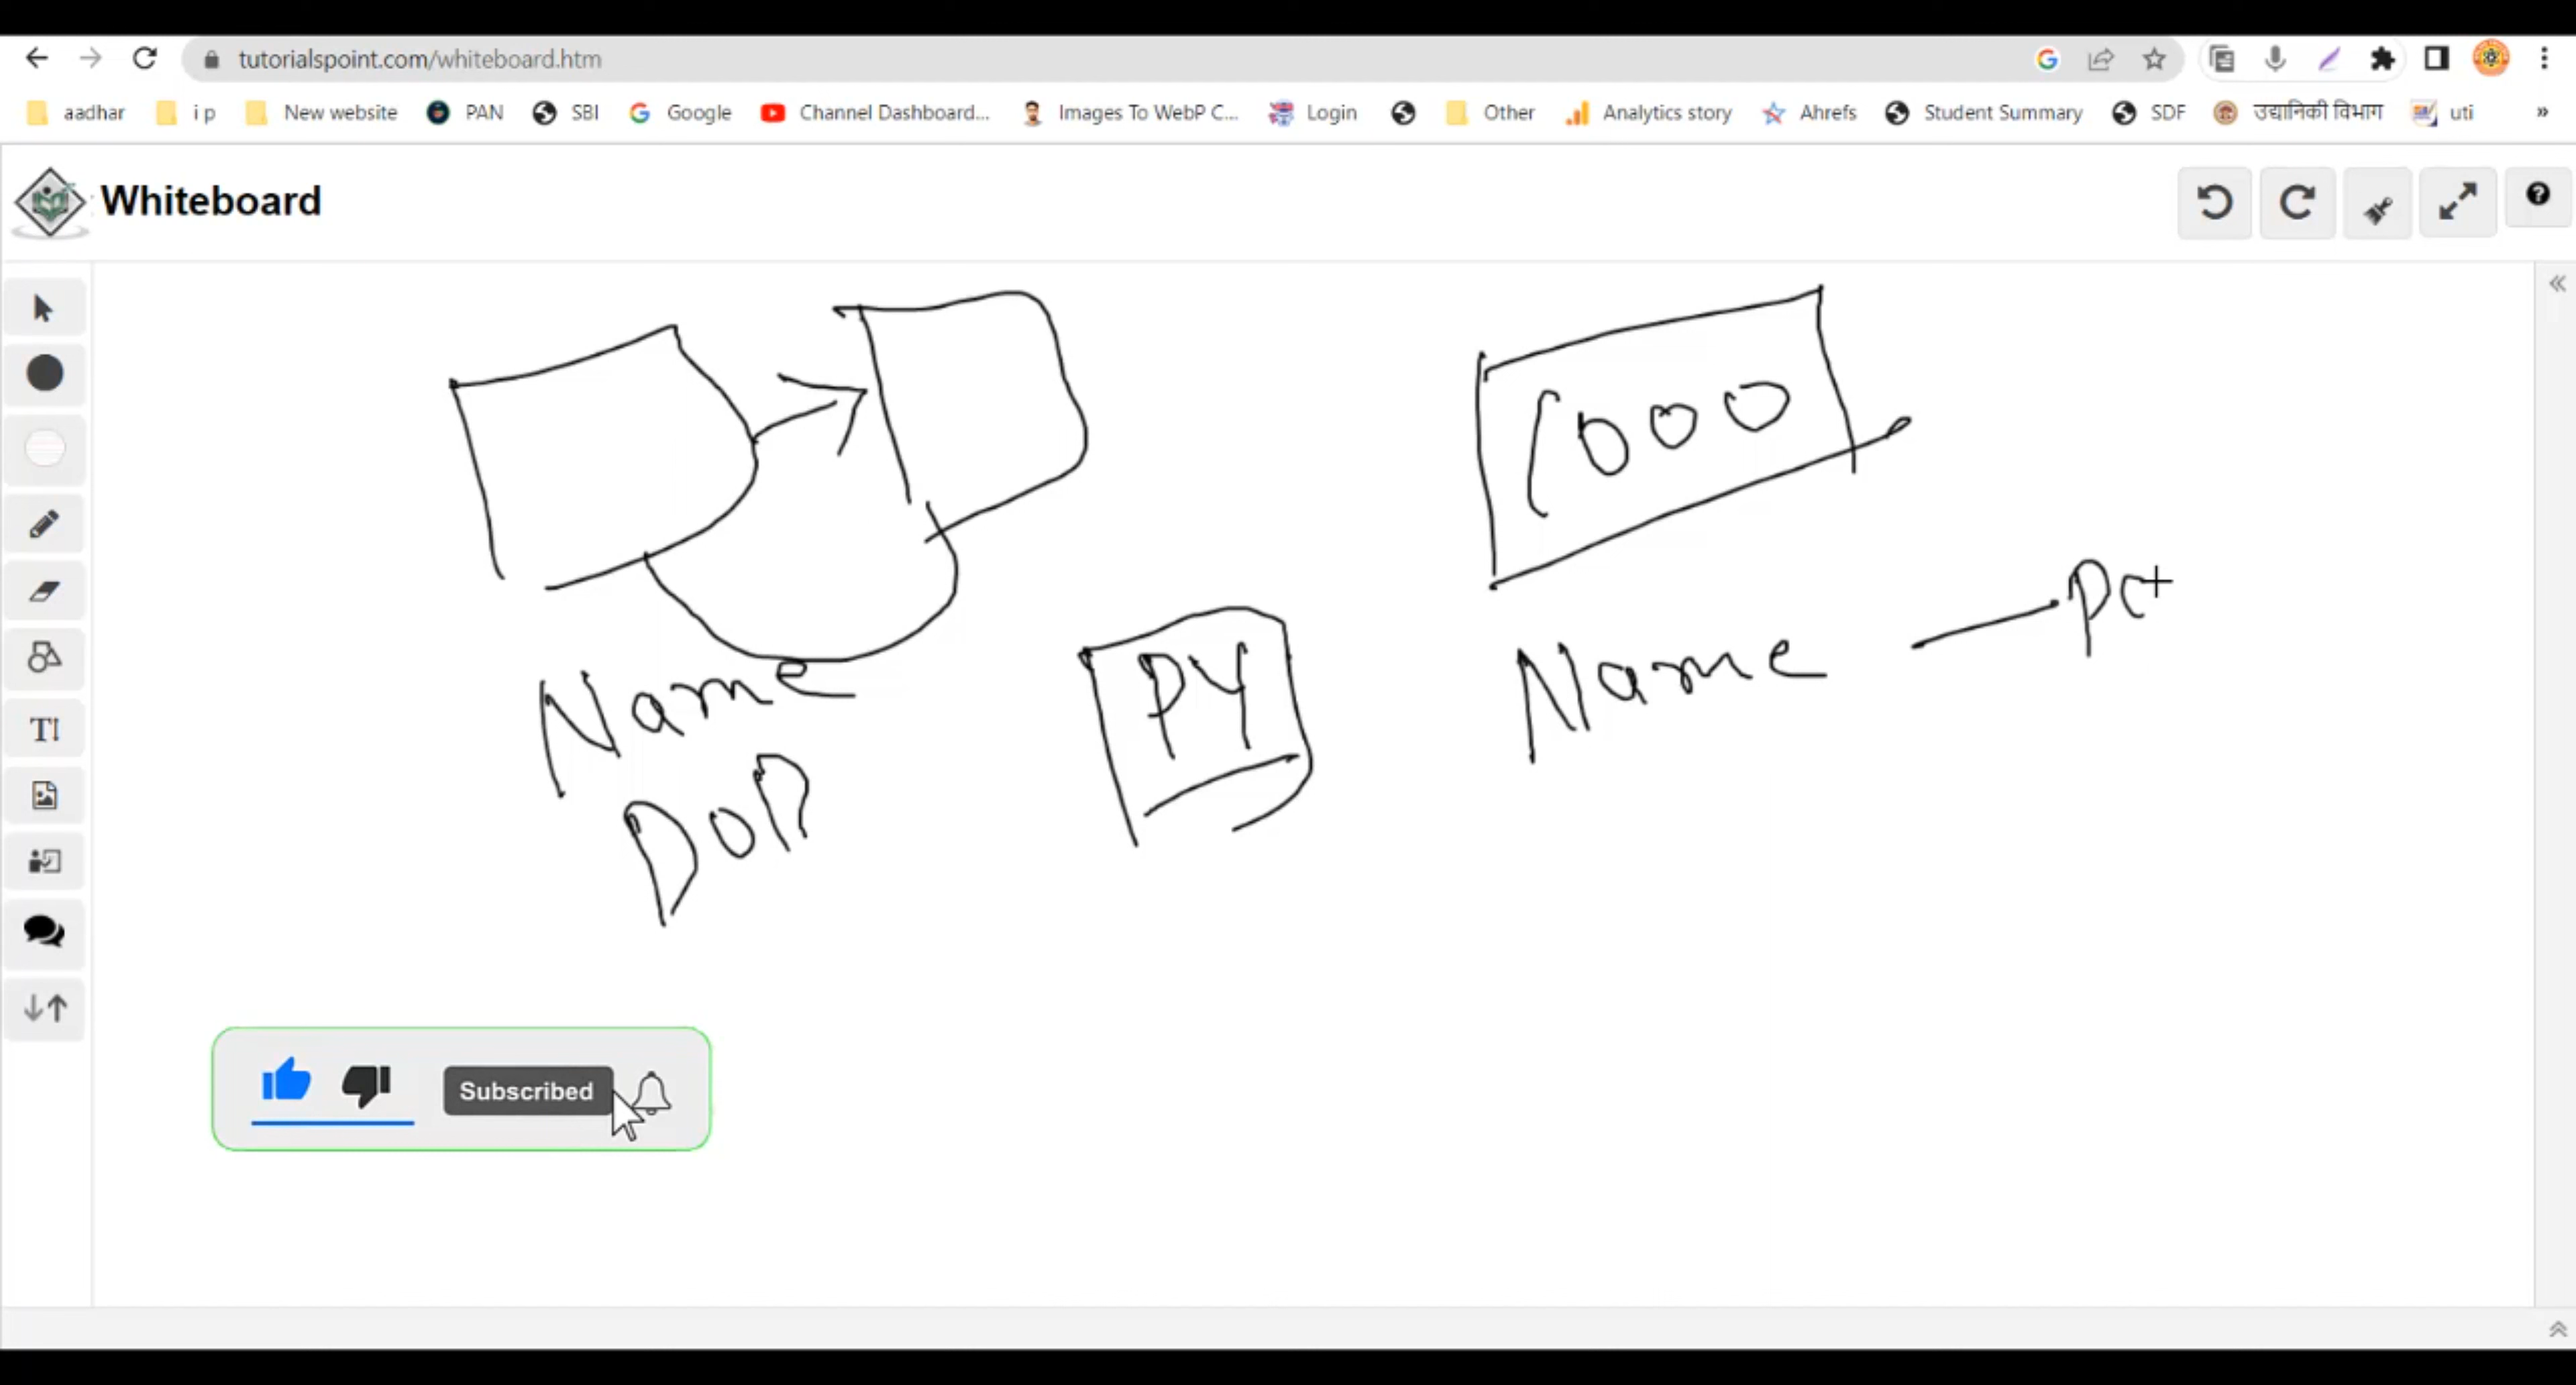 tutorialspoint.com/whiteboard.htm
aadhar i p New website PAN SBI Google Channel Dashboard... Images To WebP C... Login Other Analytics story Ahrefs Student Summary SDF उद्यानिकी विभाग uti »
Whiteboard
1000
Name
DOB
PY
Name
Subscribed